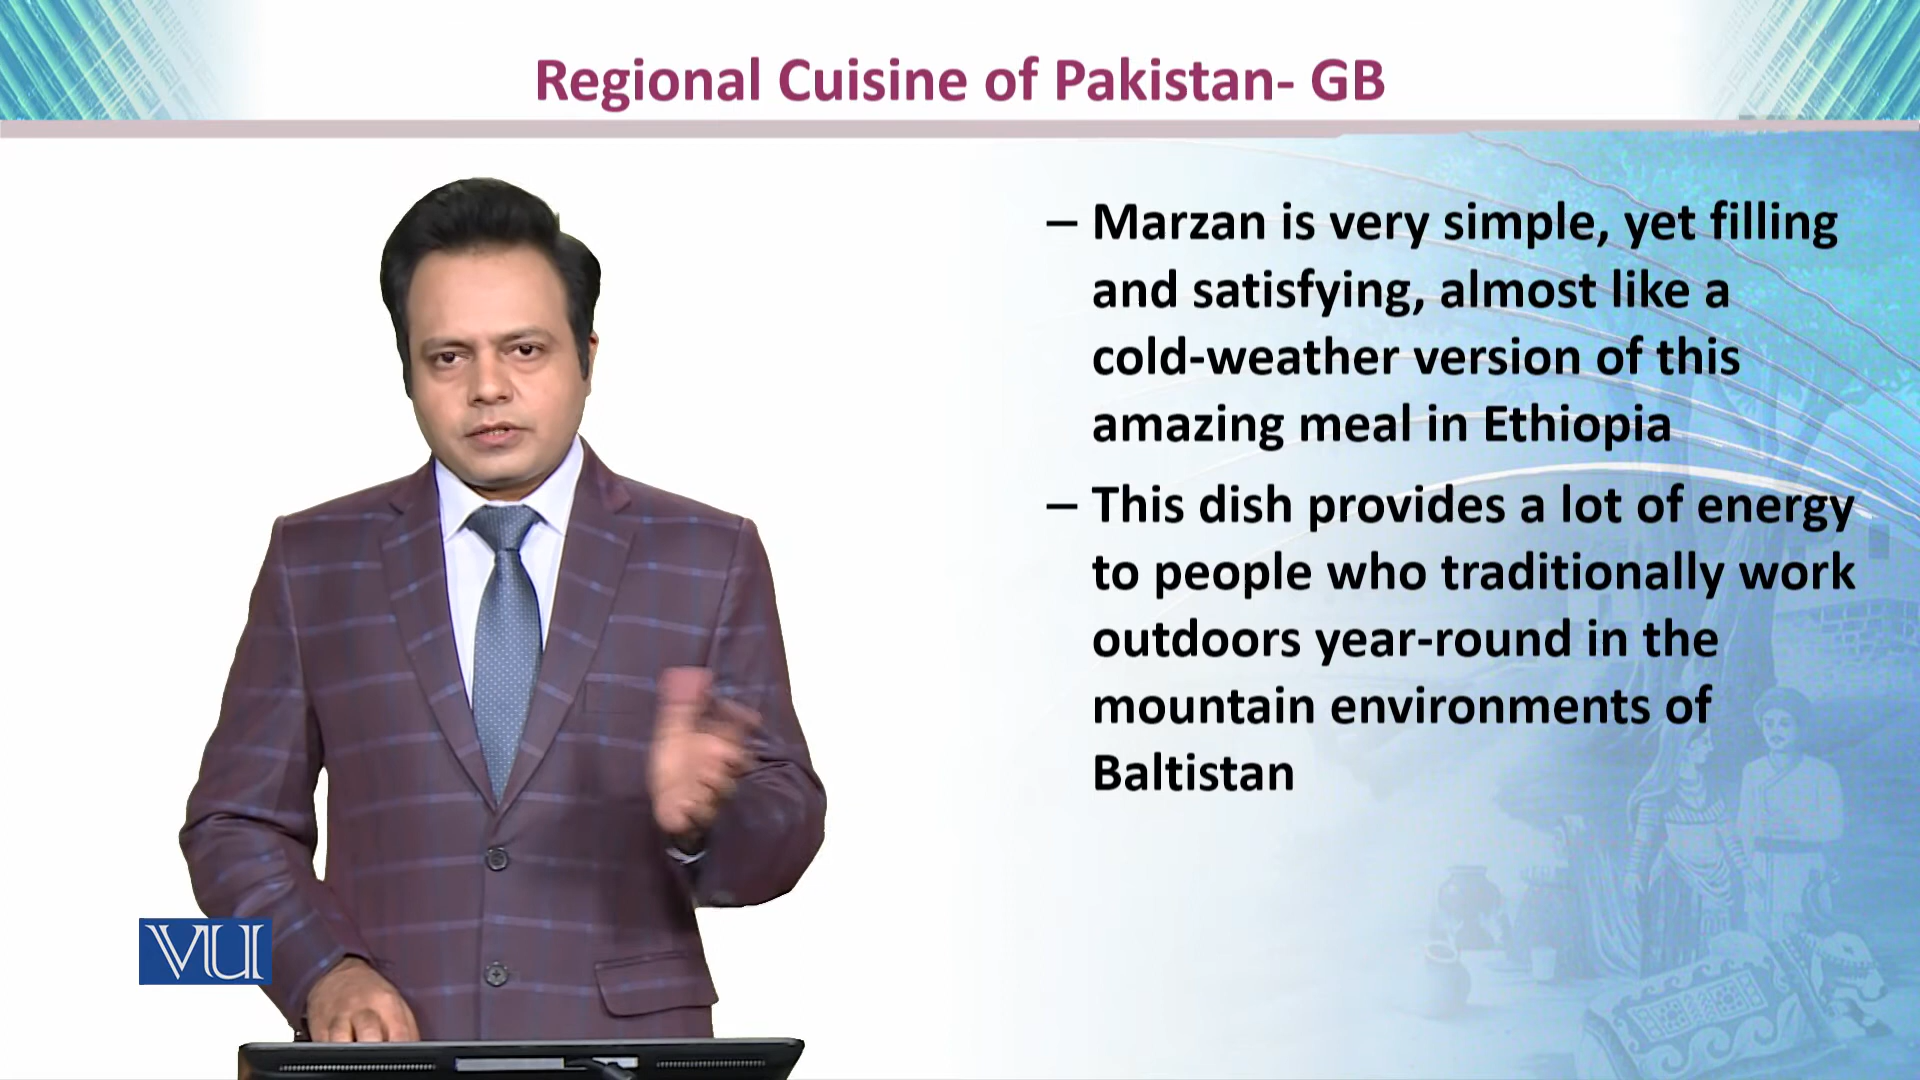 Regional Cuisine of Pakistan- GB
– Marzan is very simple, yet filling
and satisfying, almost like a
cold-weather version of this
amazing meal in Ethiopia
– This dish provides a lot of energy
to people who traditionally work
outdoors year-round in the
mountain environments of
Baltistan
VU